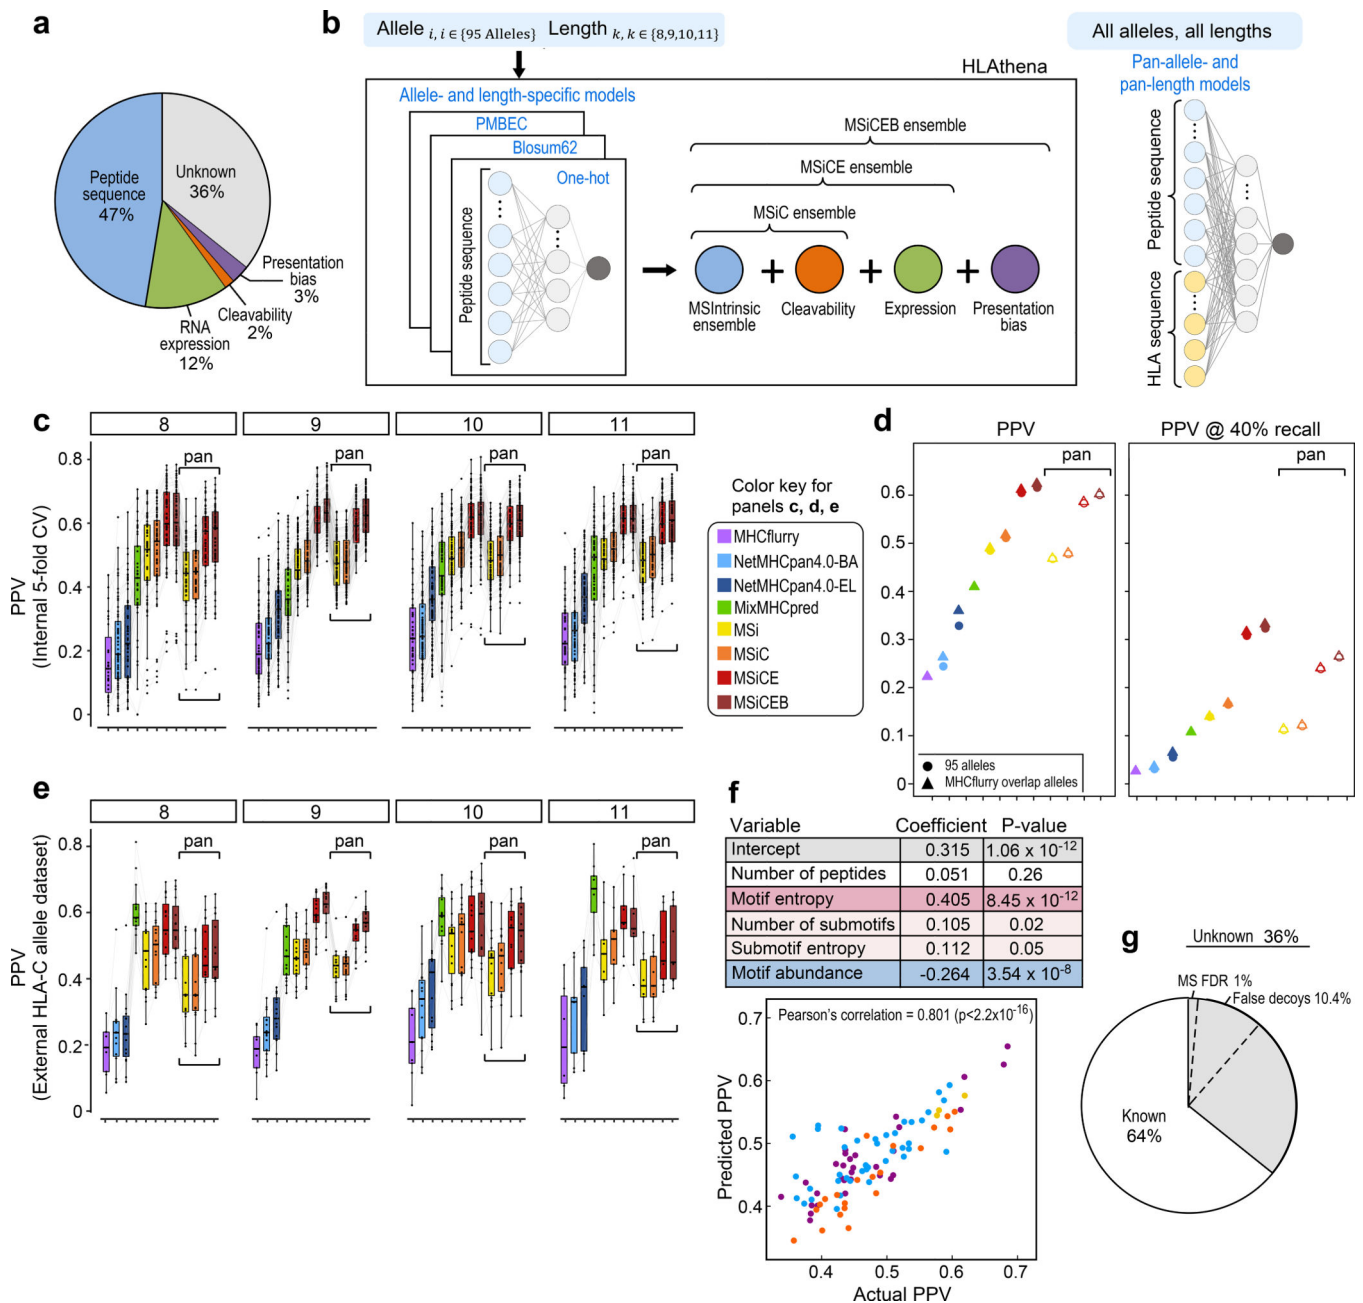 a
Peptide
sequence
47%
Unknown
36%
Presentation
bias
3%
Cleavability
2%
RNA
expression
12%
b
Allele i, i ∈ {95 Alleles} Length k, k ∈ {8,9,10,11}
HLAthena
Allele- and length-specific models
PMBEC
Blosum62
One-hot
Peptide sequence
MSiCEB ensemble
MSiCE ensemble
MSiC ensemble
MSIntrinsic
ensemble
Cleavability
Expression
Presentation
bias
All alleles, all lengths
Pan-allele- and
pan-length models
Peptide sequence
HLA sequence
c
8
9
10
11
pan
pan
pan
pan
PPV
(Internal 5-fold CV)
0.8
0.6
0.4
0.2
0
Color key for
panels c, d, e
MHCflurry
NetMHCpan4.0-BA
NetMHCpan4.0-EL
MixMHCpred
MSi
MSiC
MSiCE
MSiCEB
d
PPV
PPV @ 40% recall
pan
pan
0.6
0.5
0.4
0.3
0.2
0.1
0
95 alleles
MHCflurry overlap alleles
e
8
9
10
11
pan
pan
pan
pan
PPV
(External HLA-C allele dataset)
0.8
0.6
0.4
0.2
0
f
Variable Coefficient P-value
Intercept 0.315 1.06 x 10-12
Number of peptides 0.051 0.26
Motif entropy 0.405 8.45 x 10-12
Number of submotifs 0.105 0.02
Submotif entropy 0.112 0.05
Motif abundance -0.264 3.54 x 10-8
Pearson's correlation = 0.801 (p<2.2x10-16)
Predicted PPV
0.7
0.6
0.5
0.4
0.4
0.5
0.6
0.7
Actual PPV
g
Unknown 36%
MS FDR 1%
False decoys 10.4%
Known
64%